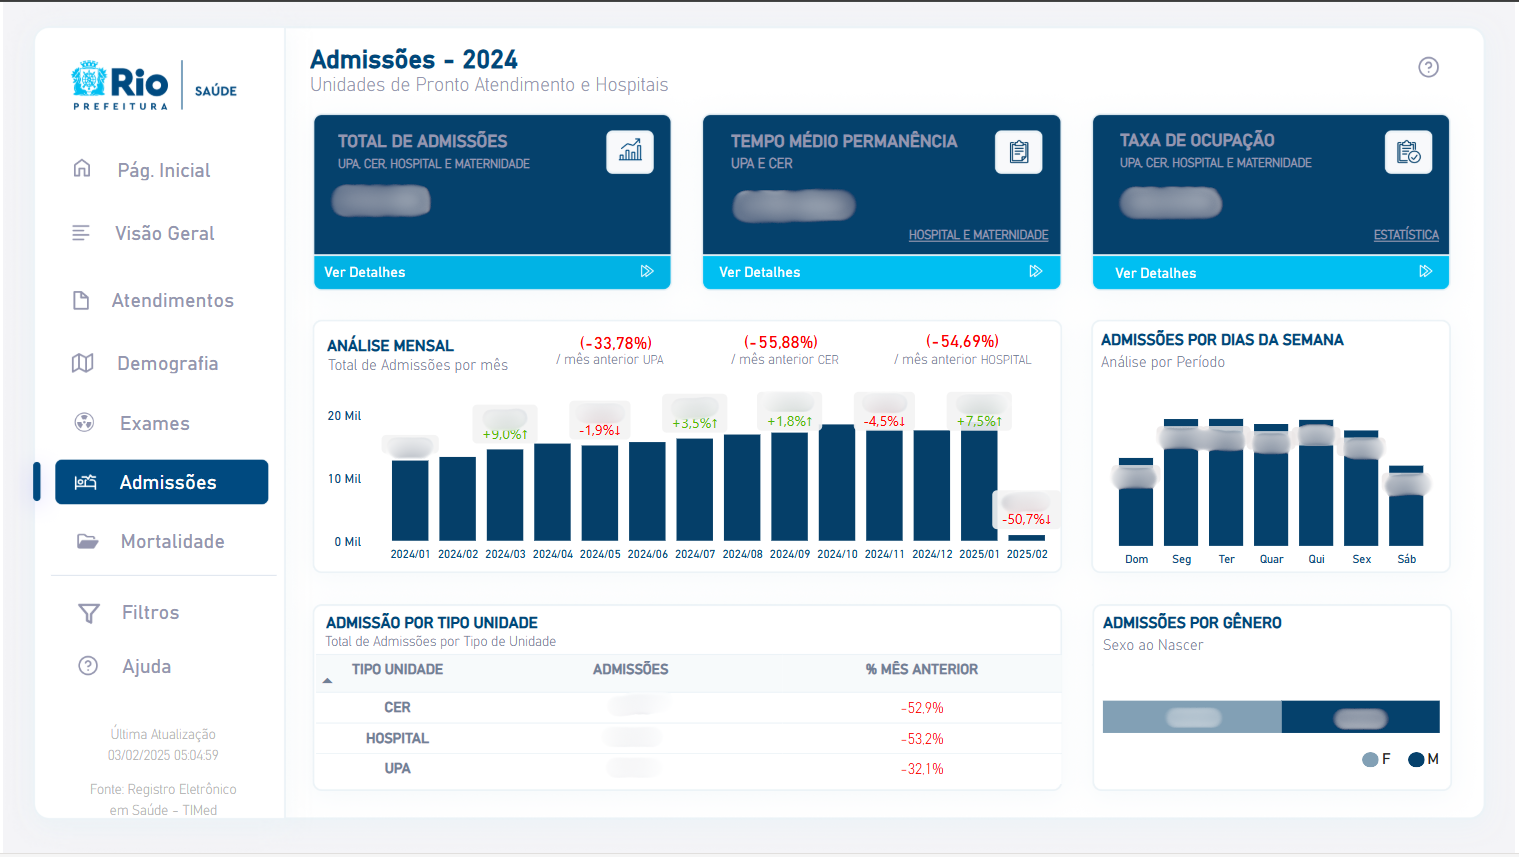 Rio
PREFEITURA
SAÚDE
Pág. Inicial
Visão Geral
Atendimentos
Demografia
Exames
Admissões
Mortalidade
Filtros
Ajuda
Última Atualização
03/02/2025 05:04:59
Fonte: Registro Eletrônico
em Saúde - TIMed
Admissões - 2024
Unidades de Pronto Atendimento e Hospitais
TOTAL DE ADMISSÕES
UPA, CER, HOSPITAL E MATERNIDADE
Ver Detalhes
TEMPO MÉDIO PERMANÊNCIA
UPA E CER
HOSPITAL E MATERNIDADE
Ver Detalhes
TAXA DE OCUPAÇÃO
UPA, CER, HOSPITAL E MATERNIDADE
ESTATÍSTICA
Ver Detalhes
ANÁLISE MENSAL
Total de Admissões por mês
(-33,78%)
/ mês anterior UPA
(-55,88%)
/ mês anterior CER
(-54,69%)
/ mês anterior HOSPITAL
20 Mil
10 Mil
0 Mil
+9,0%↑
-1,9%↓
+3,5%↑
+1,8%↑
-4,5%↓
+7,5%↑
-50,7%↓
2024/01 2024/02 2024/03 2024/04 2024/05 2024/06 2024/07 2024/08 2024/09 2024/10 2024/11 2024/12 2025/01 2025/02
ADMISSÕES POR DIAS DA SEMANA
Análise por Período
Dom Seg Ter Quar Qui Sex Sáb
ADMISSÃO POR TIPO UNIDADE
Total de Admissões por Tipo de Unidade
TIPO UNIDADE ADMISSÕES % MÊS ANTERIOR
CER -52,9%
HOSPITAL -53,2%
UPA -32,1%
ADMISSÕES POR GÊNERO
Sexo ao Nascer
F M